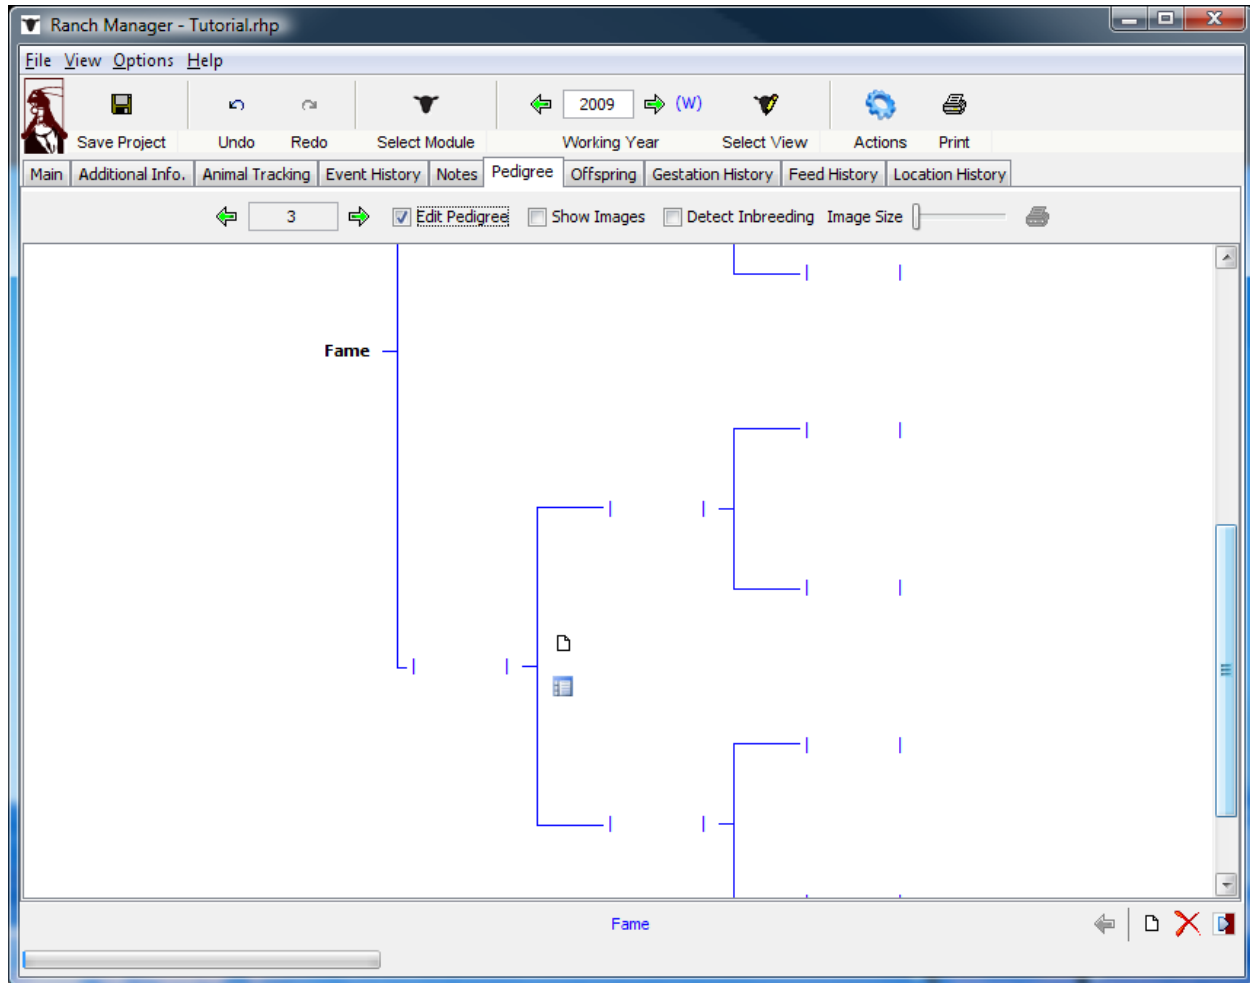 Ranch Manager - Tutorial.rhp
File View Options Help
2009 (W)
Save Project Undo Redo Select Module Working Year Select View Actions Print
Main Additional Info. Animal Tracking Event History Notes Pedigree Offspring Gestation History Feed History Location History
3 Edit Pedigree Show Images Detect Inbreeding Image Size
Fame
Fame